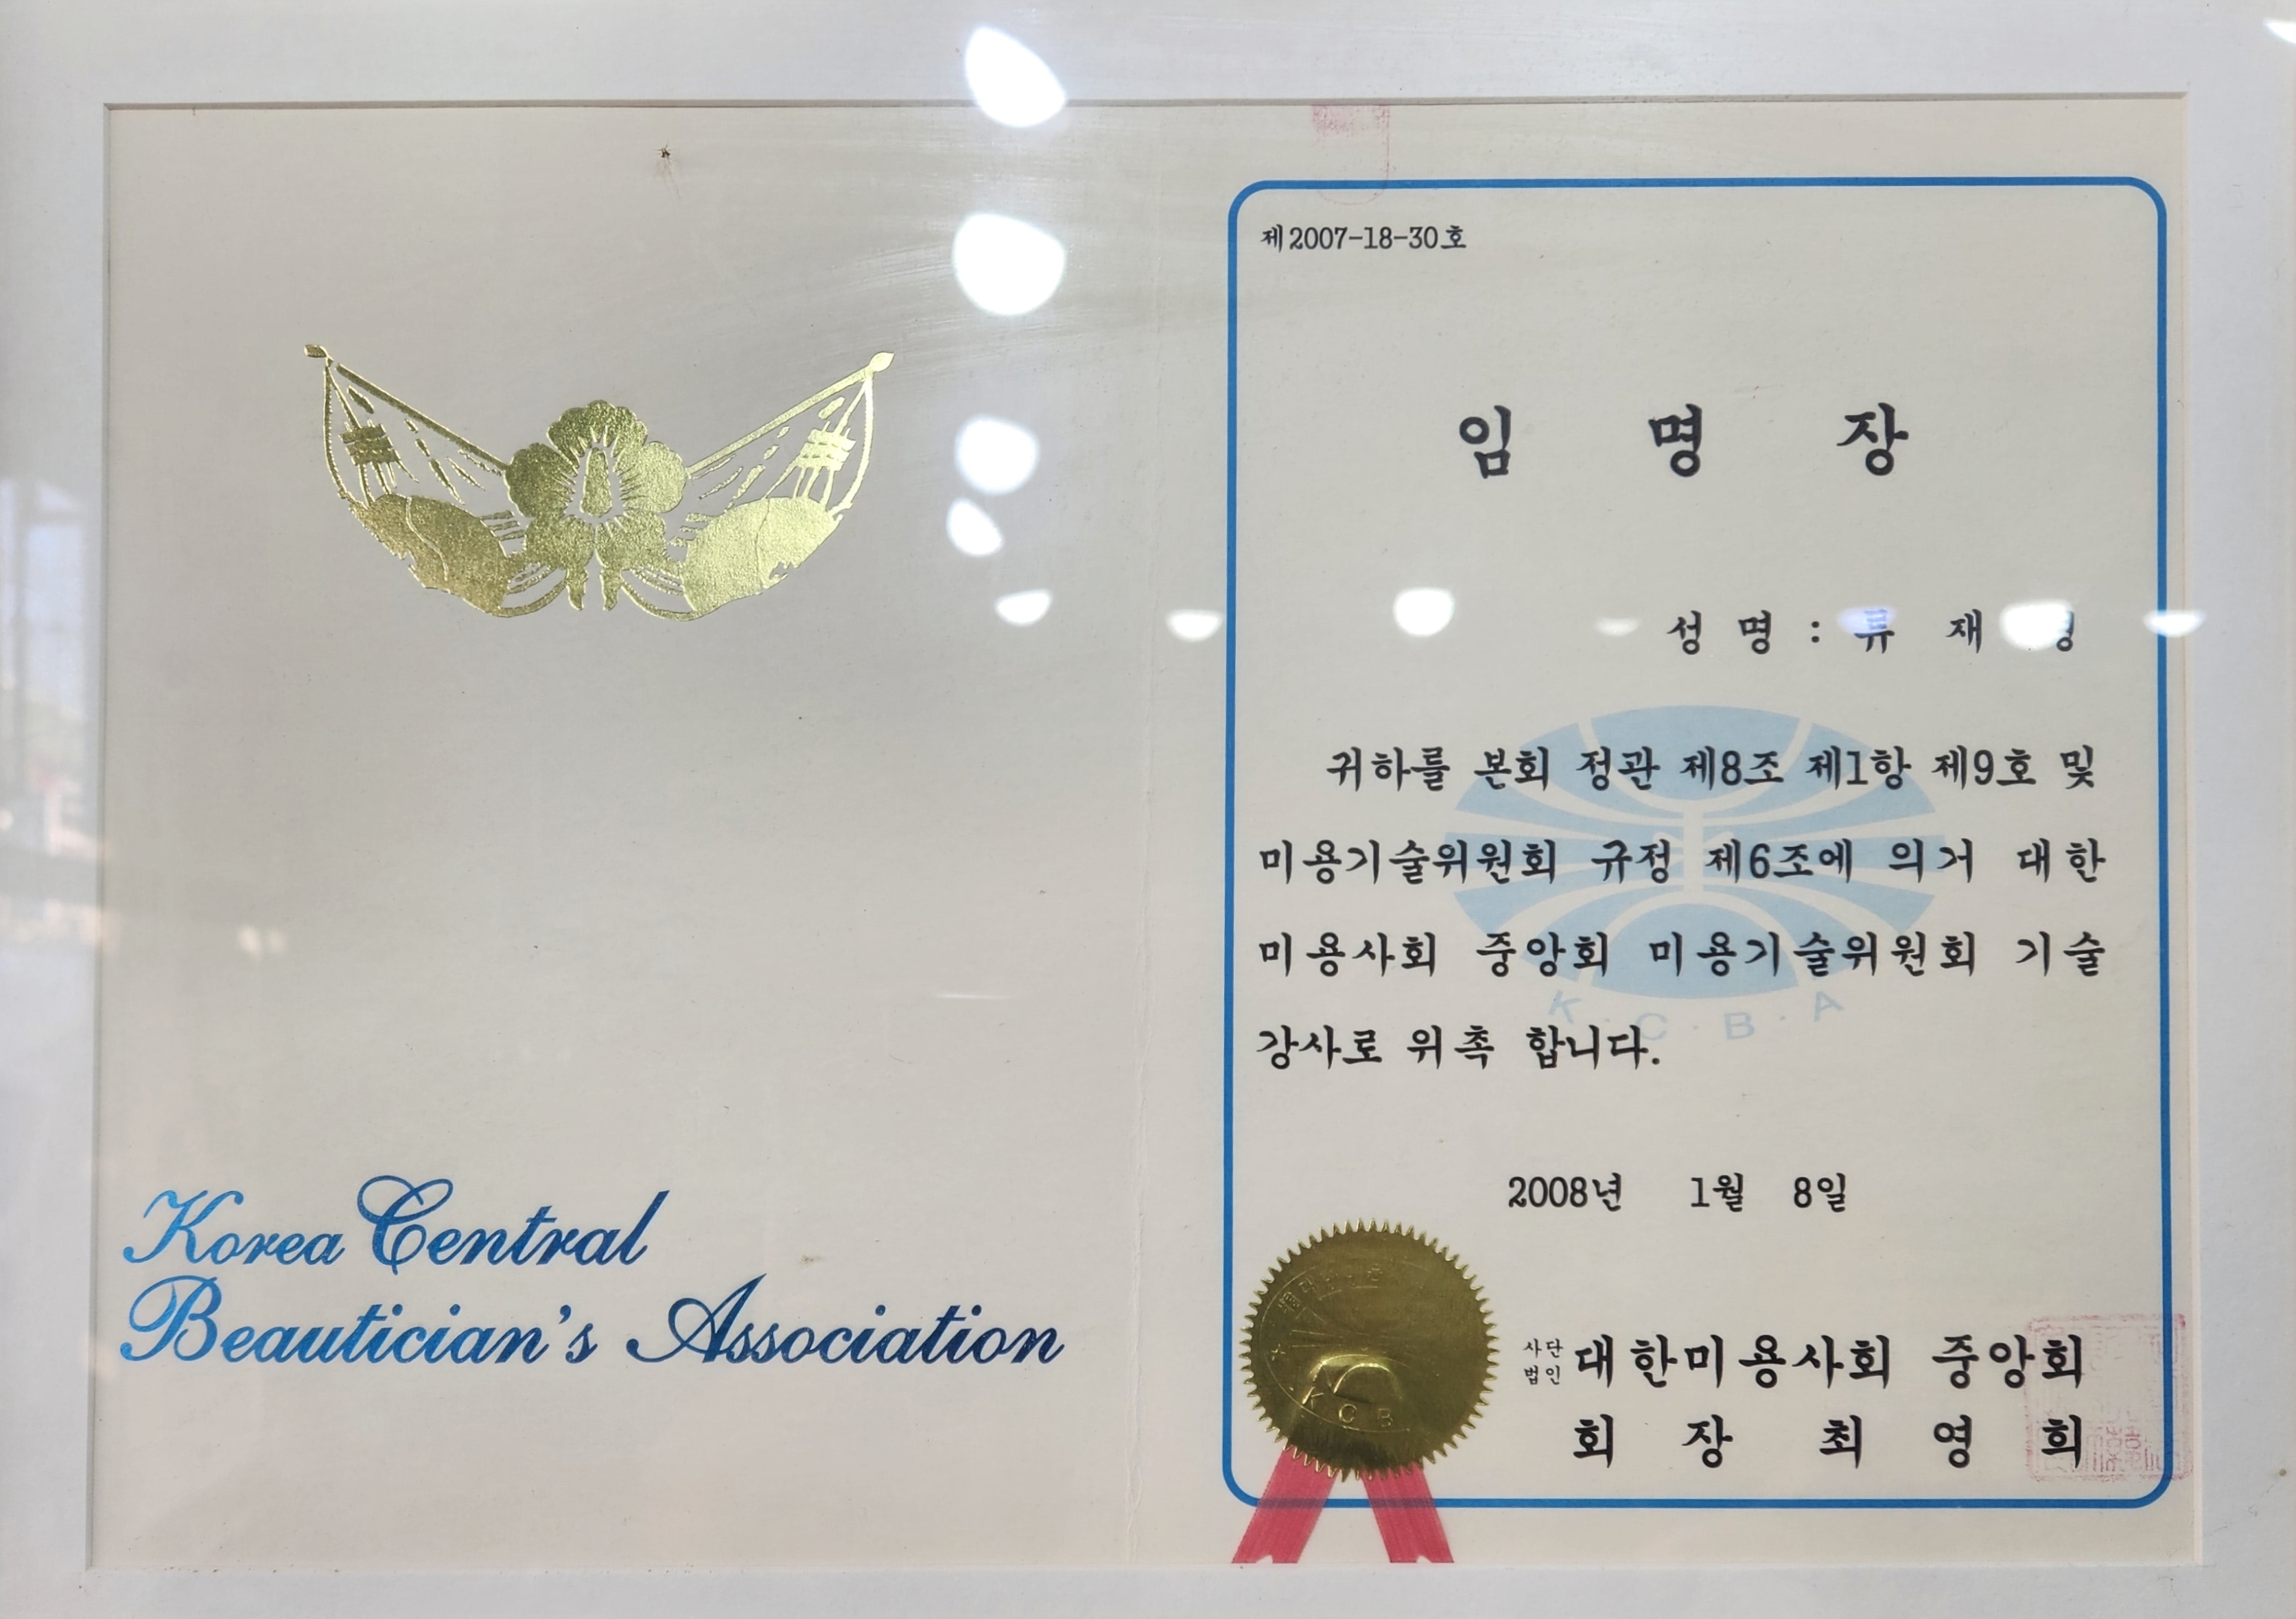 Korea Central
Beautician's Association
제2007-18-30호
임 명 장
성 명 : 류 재
귀하를 본회 정관 제8조 제1항 제9호 및
미용기술위원회 규정 제6조에 의거 대한
미용사회 중앙회 미용기술위원회 기술
강사로 위촉 합니다.
K·C·B·A
2008년 1월 8일
사단
법인 대한미용사회 중앙회
회 장 최 영 희
K C B